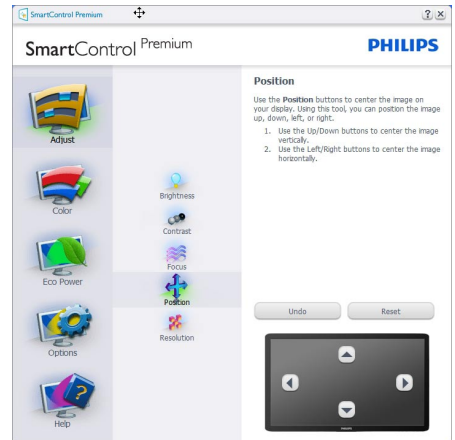 SmartControl Premium
SmartControl Premium
PHILIPS
Adjust
Color
Eco Power
Options
Help
Brightness
Contrast
Focus
Position
Resolution
Position
Use the Position buttons to center the image on
your display. Using this tool, you can position the image
up, down, left, or right.
1. Use the Up/Down buttons to center the image
vertically.
2. Use the Left/Right buttons to center the image
horizontally.
Undo
Reset
PHILIPS